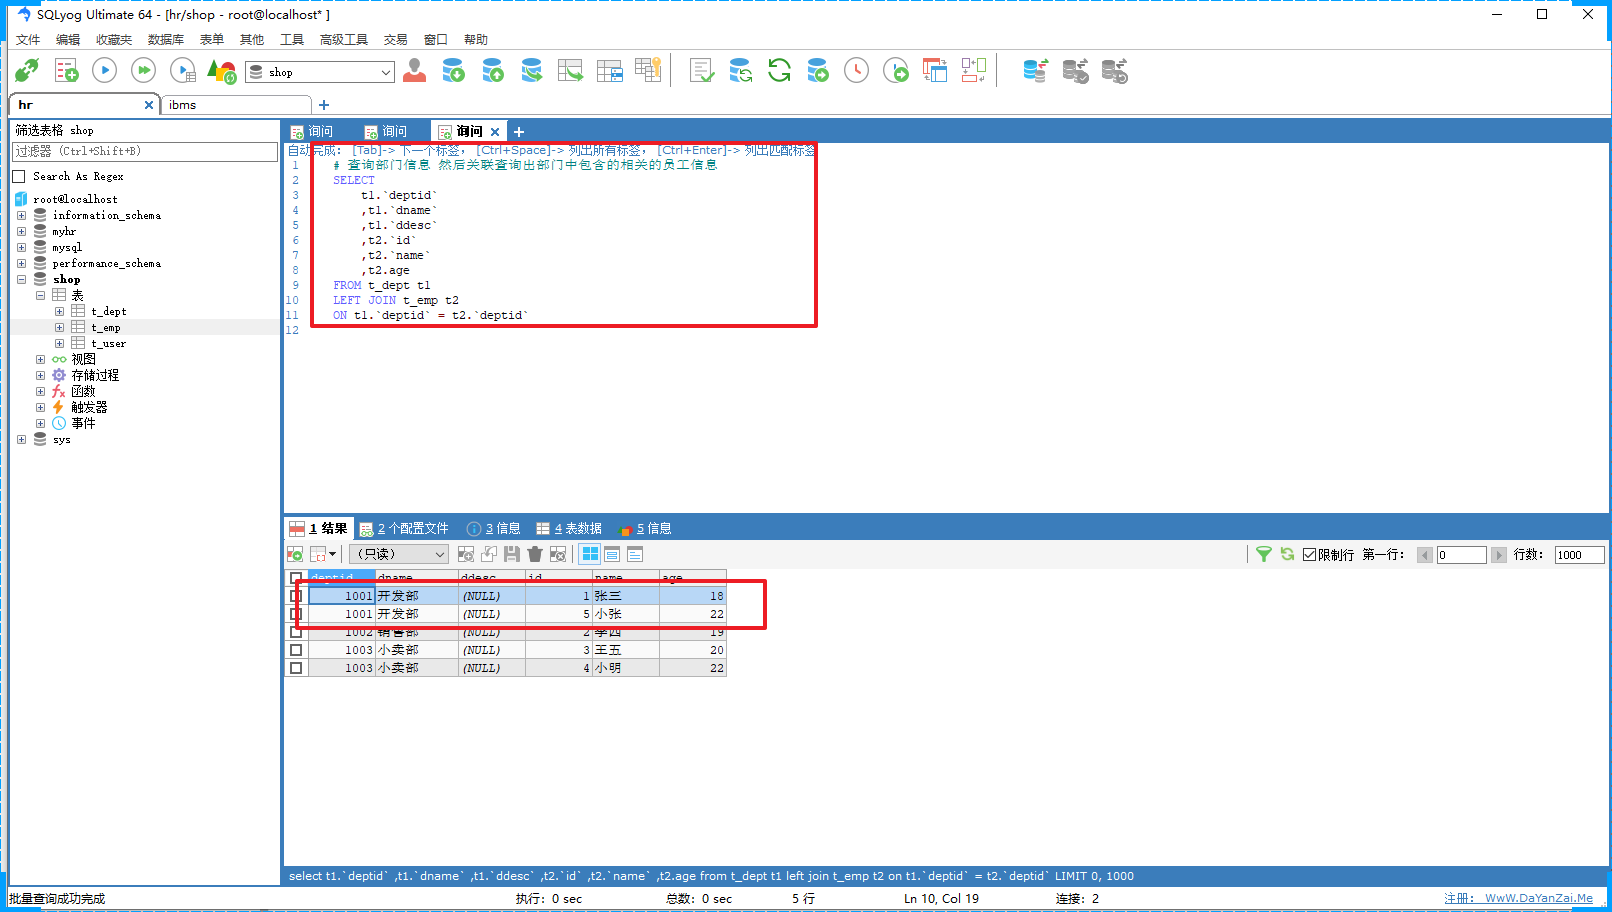 SQLyog Ultimate 64 - [hr/shop - root@localhost* ]
文件 编辑 收藏夹 数据库 表单 其他 工具 高级工具 交易 窗口 帮助
shop
hr ibms
筛选表格 shop
过滤器 (Ctrl+Shift+B)
Search As Regex
root@localhost
information_schema
myhr
mysql
performance_schema
shop
表
t_dept
t_emp
t_user
视图
存储过程
函数
触发器
事件
sys
询问 询问 询问
自动完成: [Tab]-> 下一个标签, [Ctrl+Space]-> 列出所有标签, [Ctrl+Enter]-> 列出匹配标签
1 # 查询部门信息 然后关联查询出部门中包含的相关的员工信息
2 SELECT
3 t1.`deptid`
4 ,t1.`dname`
5 ,t1.`ddesc`
6 ,t2.`id`
7 ,t2.`name`
8 ,t2.age
9 FROM t_dept t1
10 LEFT JOIN t_emp t2
11 ON t1.`deptid` = t2.`deptid`
12
1 结果 2 个配置文件 3 信息 4 表数据 5 信息
(只读) 限制行 第一行: 0 行数: 1000
deptid dname ddesc id name age
1001 开发部 (NULL) 1 张三 18
1001 开发部 (NULL) 5 小张 22
1002 销售部 (NULL) 2 李四 19
1003 小卖部 (NULL) 3 王五 20
1003 小卖部 (NULL) 4 小明 22
select t1.`deptid` ,t1.`dname` ,t1.`ddesc` ,t2.`id` ,t2.`name` ,t2.age from t_dept t1 left join t_emp t2 on t1.`deptid` = t2.`deptid` LIMIT 0, 1000
批量查询成功完成 执行: 0 sec 总数: 0 sec 5 行 Ln 10, Col 19 连接: 2 注册: WwW.DaYanZai.Me